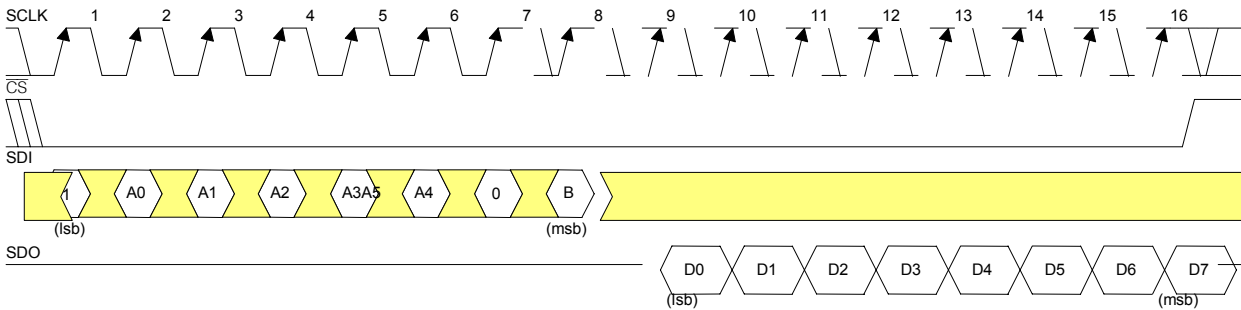 SCLK 1 2 3 4 5 6 7 8 9 10 11 12 13 14 15 16
CS
SDI
1 A0 A1 A2 A3A5 A4 0 B
(lsb) (msb)
SDO
D0 D1 D2 D3 D4 D5 D6 D7
(lsb) (msb)